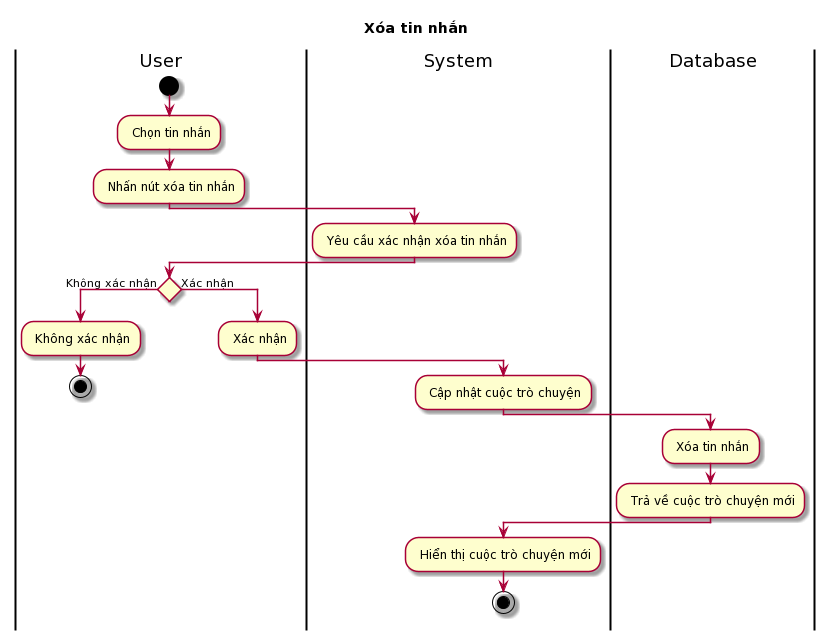 Xóa tin nhắn
User
System
Database
Chọn tin nhắn
Nhấn nút xóa tin nhắn
Yêu cầu xác nhận xóa tin nhắn
Không xác nhận
Xác nhận
Không xác nhận
Xác nhận
Cập nhật cuộc trò chuyện
Xóa tin nhắn
Trả về cuộc trò chuyện mới
Hiển thị cuộc trò chuyện mới